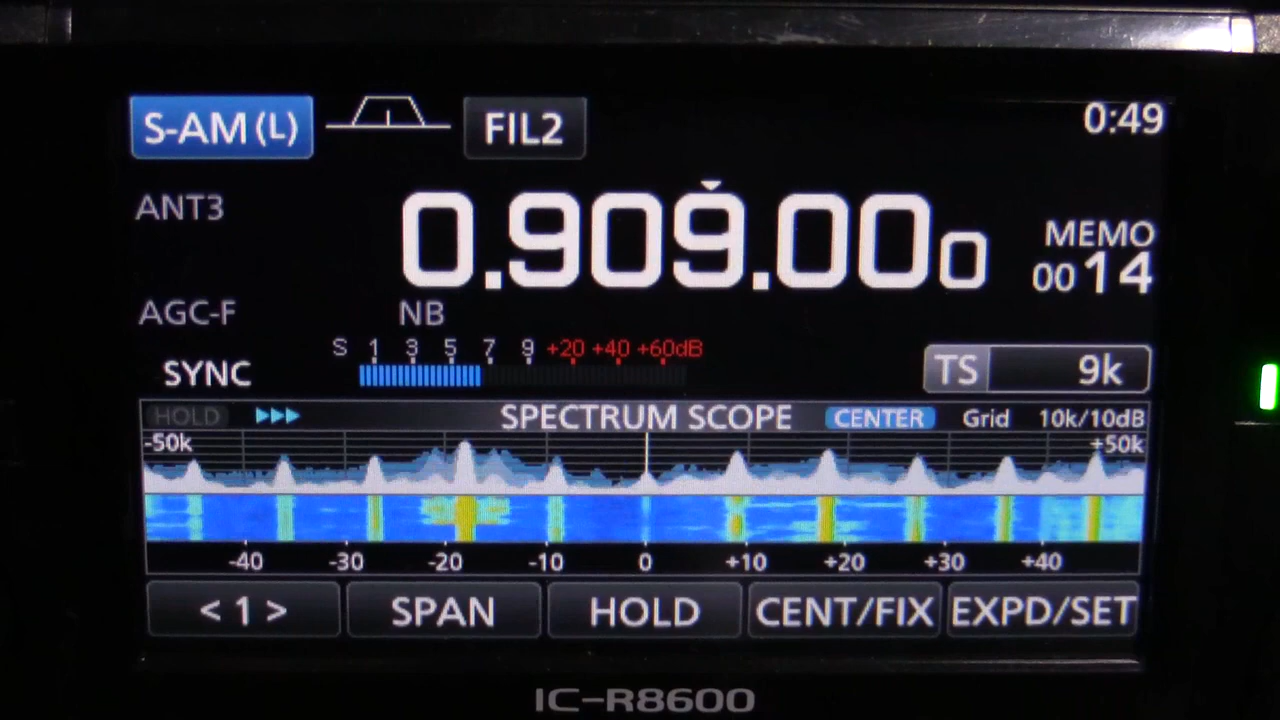 S-AM (L) FIL2 0:49
ANT3 0.909.000 MEMO
0014
AGC-F NB
S 1 3 5 7 9 +20 +40 +60dB
SYNC TS 9k
HOLD SPECTRUM SCOPE CENTER Grid 10k/10dB
-50k +50k
-40 -30 -20 -10 0 +10 +20 +30 +40
< 1 > SPAN HOLD CENT/FIX EXPD/SET
IC-R8600